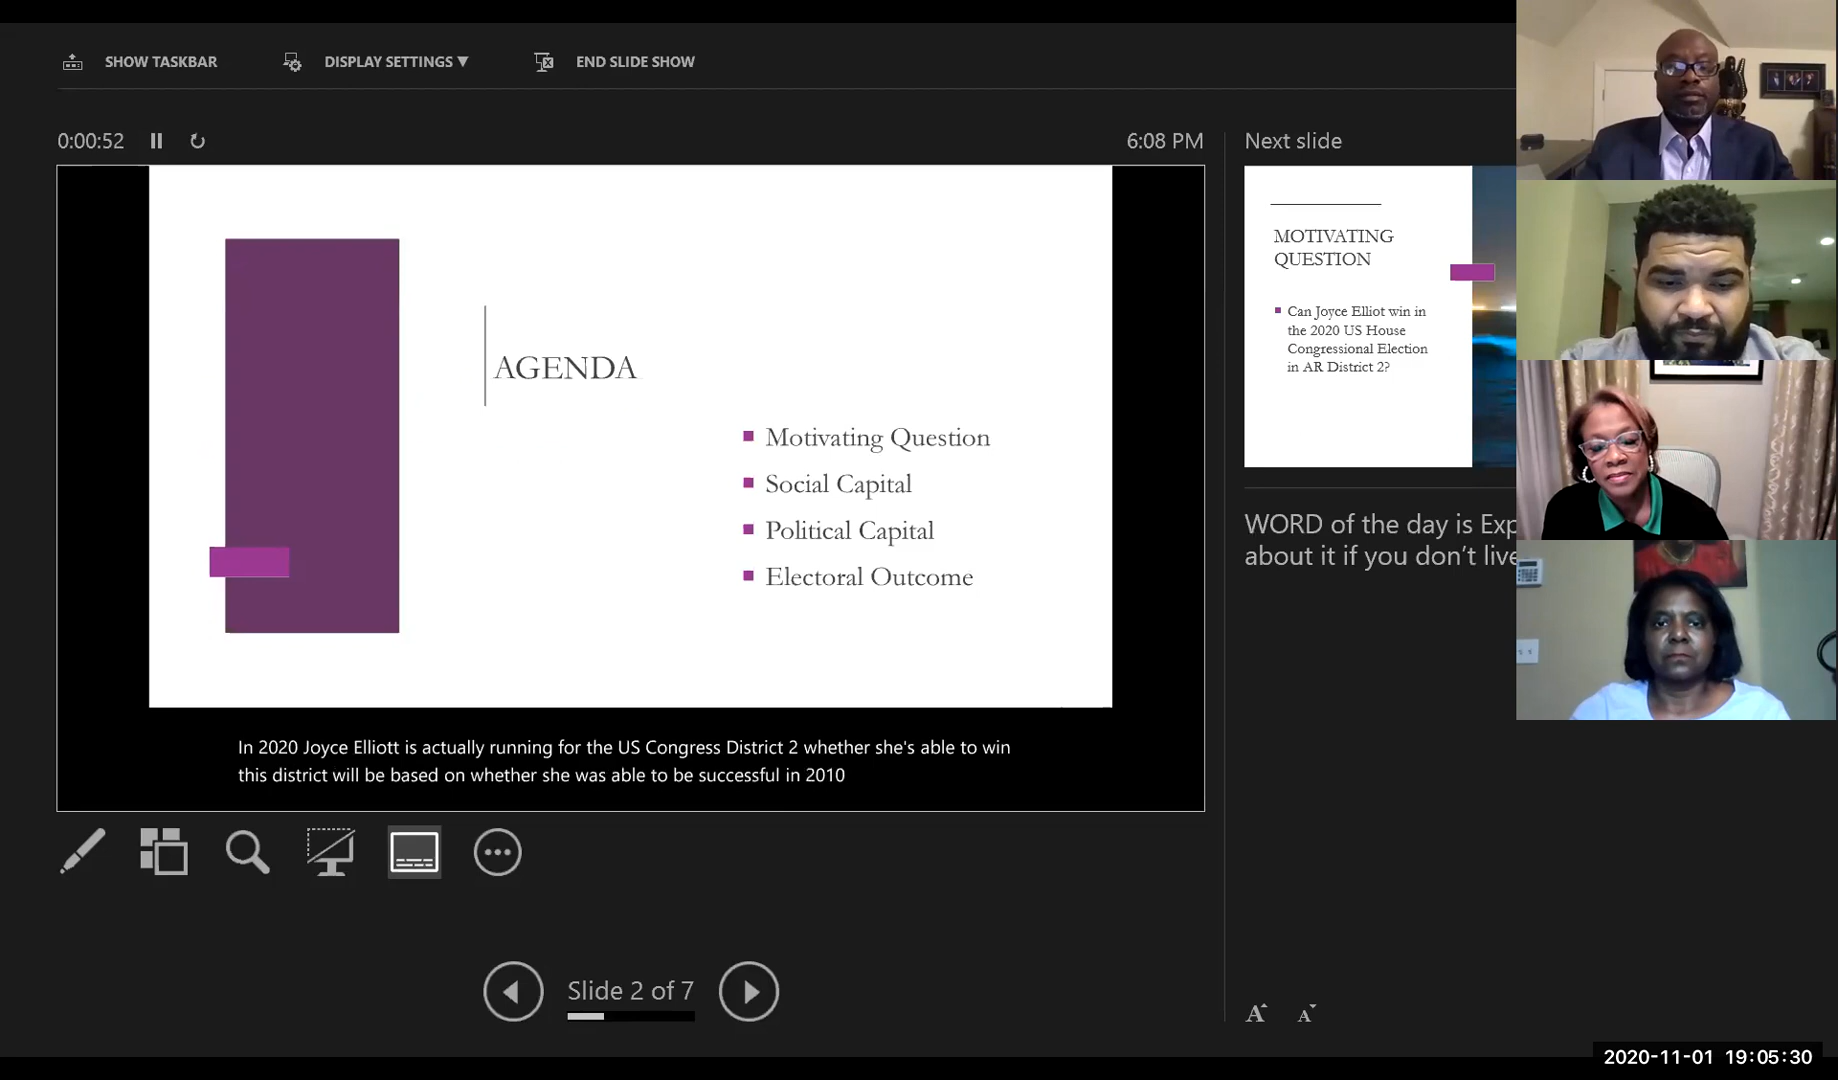 SHOW TASKBAR
DISPLAY SETTINGS ▼
END SLIDE SHOW
0:00:52
6:08 PM
AGENDA
Motivating Question
Social Capital
Political Capital
Electoral Outcome
In 2020 Joyce Elliott is actually running for the US Congress District 2 whether she's able to win
this district will be based on whether she was able to be successful in 2010
Slide 2 of 7
Next slide
MOTIVATING
QUESTION
Can Joyce Elliot win in
the 2020 US House
Congressional Election
in AR District 2?
WORD of the day is Exp
about it if you don’t live
A A
2020-11-01 19:05:30